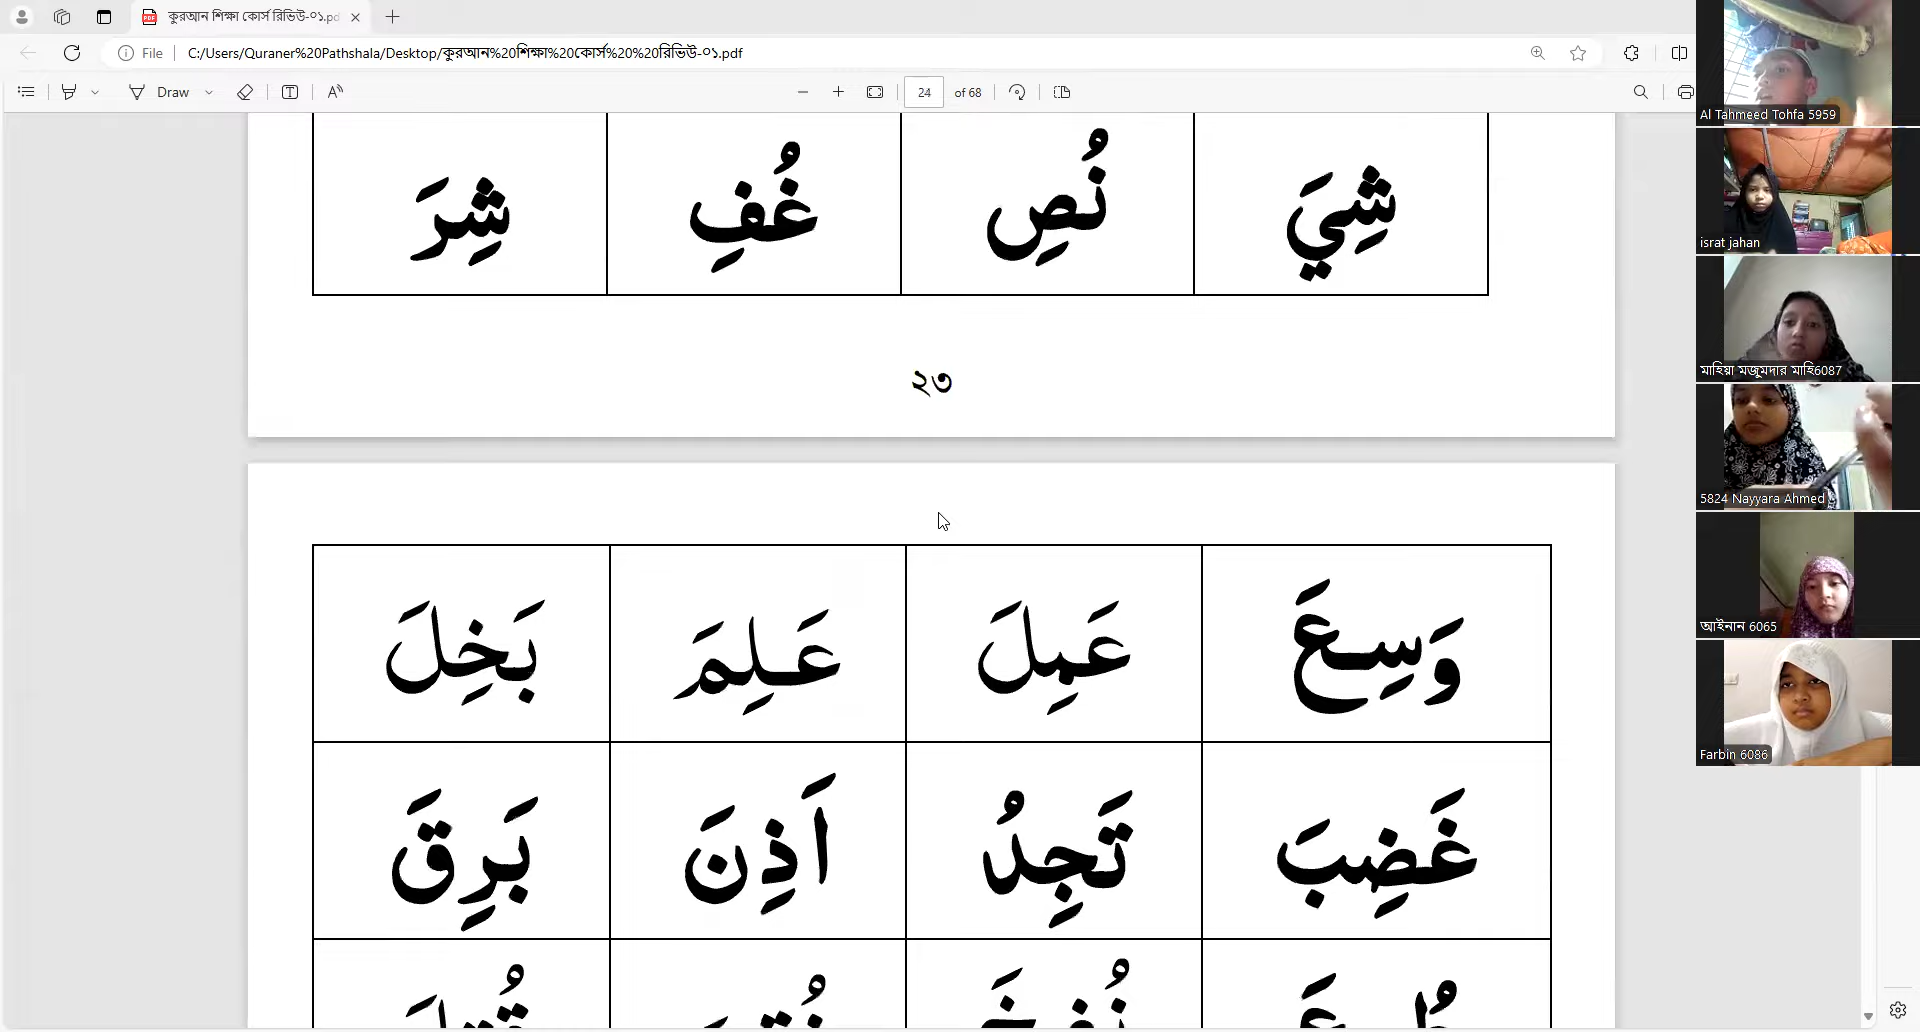 কুরআন শিক্ষা কোর্স রিভিউ-০১.pd
File C:/Users/Quraner%20Pathshala/Desktop/কুরআন%20শিক্ষা%20কোর্স%20%20রিভিউ-০১.pdf
Draw 24 of 68
شِيَ نُصِ غُفِ شِرَ
২৩
وَسِعَ عَمِلَ عَلِمَ بَخِلَ
غَضِبَ تَجِدُ اَذِنَ بَرِقَ
Al Tahmeed Tohfa 5959
israt jahan
মাহিয়া মজুমদার মাহি6087
5824 Nayyara Ahmed
আইনান 6065
Farbin 6086